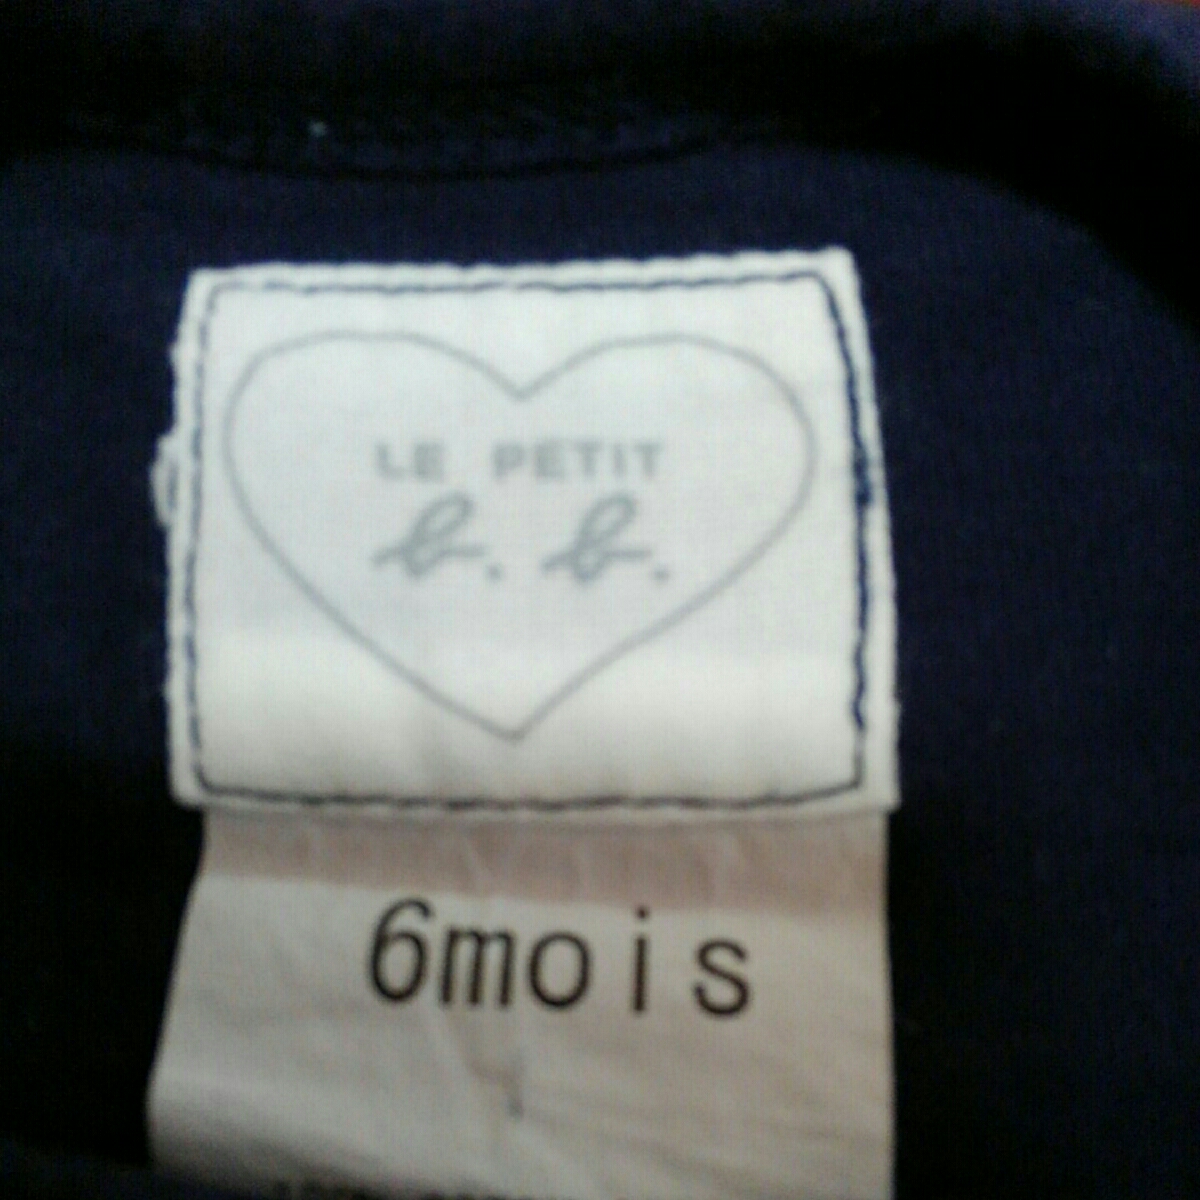 LE PETIT
b. b.
6mois